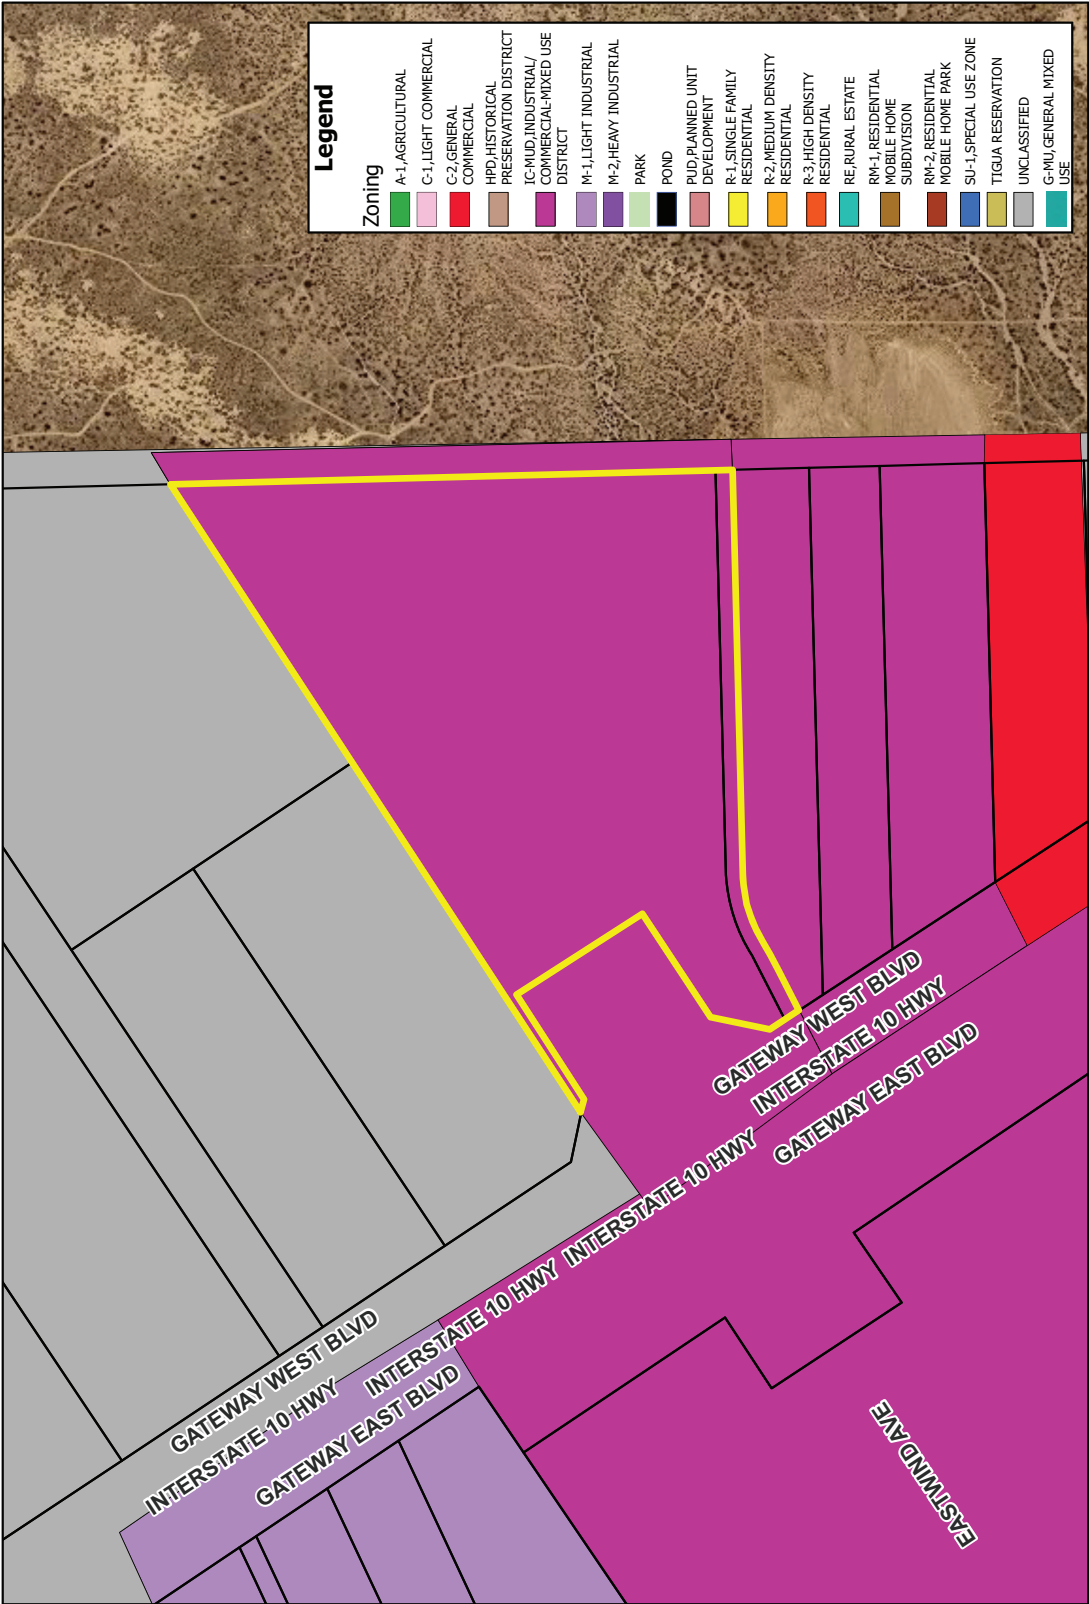 Legend
Zoning
A-1,AGRICULTURAL
C-1,LIGHT COMMERCIAL
C-2,GENERAL
COMMERCIAL
HPD,HISTORICAL
PRESERVATION DISTRICT
IC-MUD,INDUSTRIAL/
COMMERCIAL-MIXED USE
DISTRICT
M-1,LIGHT INDUSTRIAL
M-2,HEAVY INDUSTRIAL
PARK
POND
PUD,PLANNED UNIT
DEVELOPMENT
R-1,SINGLE FAMILY
RESIDENTIAL
R-2,MEDIUM DENSITY
RESIDENTIAL
R-3,HIGH DENSITY
RESIDENTIAL
RE,RURAL ESTATE
RM-1,RESIDENTIAL
MOBILE HOME
SUBDIVISION
RM-2,RESIDENTIAL
MOBILE HOME PARK
SU-1,SPECIAL USE ZONE
TIGUA RESERVATION
UNCLASSIFIED
G-MU,GENERAL MIXED
USE
GATEWAY WEST BLVD
INTERSTATE 10 HWY
GATEWAY EAST BLVD
INTERSTATE 10 HWY
INTERSTATE 10 HWY
GATEWAY WEST BLVD
INTERSTATE 10 HWY
GATEWAY EAST BLVD
EASTWIND AVE